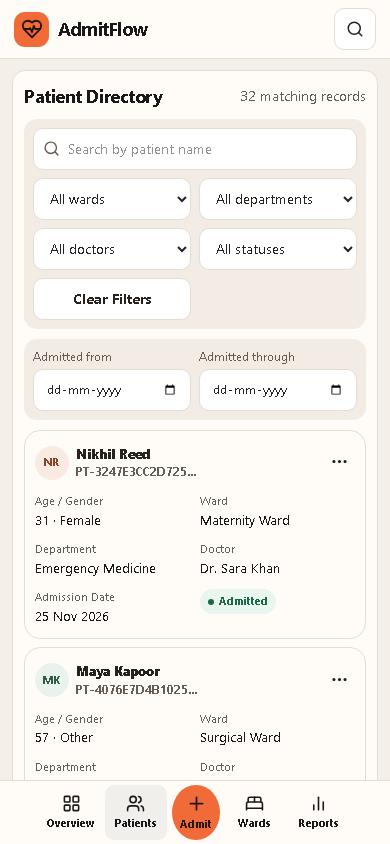 AdmitFlow
Patient Directory
32 matching records
Search by patient name
All wards
All departments
All doctors
All statuses
Clear Filters
Admitted from
Admitted through
dd-mm-yyyy
dd-mm-yyyy
NR
Nikhil Reed
PT-3247E3CC2D725...
Age / Gender
Ward
31 · Female
Maternity Ward
Department
Doctor
Emergency Medicine
Dr. Sara Khan
Admission Date
Admitted
25 Nov 2026
MK
Maya Kapoor
PT-4076E7D4B1025...
Age / Gender
Ward
57 · Other
Surgical Ward
Department
Doctor
Overview
Patients
Admit
Wards
Reports